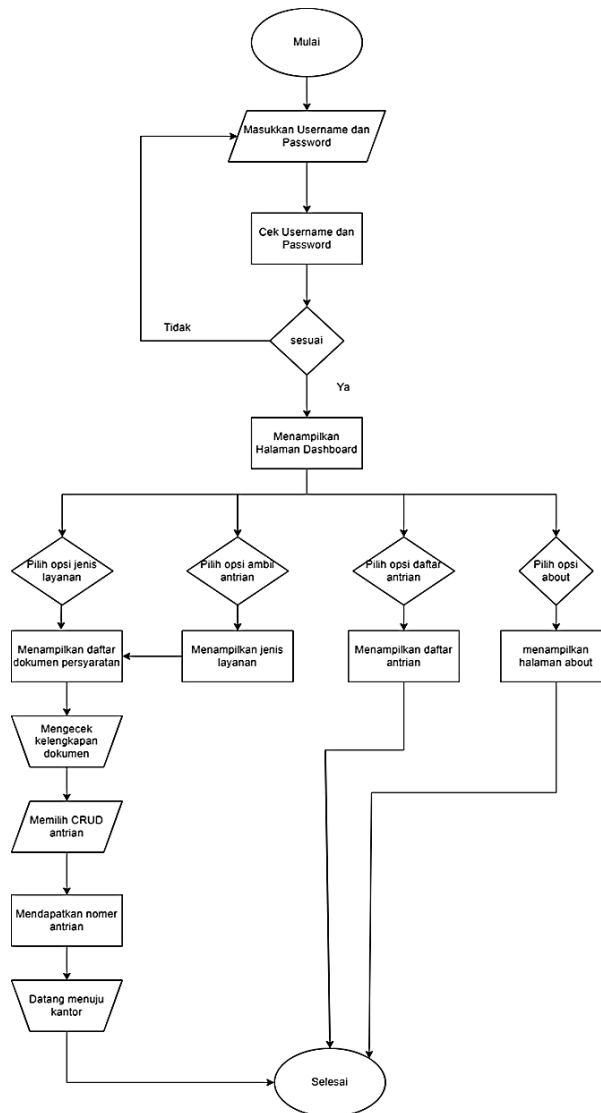 Mulai
Masukkan Username dan
Password
Cek Username dan
Password
sesuai
Tidak
Ya
Menampilkan
Halaman Dashboard
Pilih opsi jenis
layanan
Pilih opsi ambil
antrian
Pilih opsi daftar
antrian
Pilih opsi
about
Menampilkan daftar
dokumen persyaratan
Menampilkan jenis
layanan
Menampilkan daftar
antrian
menampilkan
halaman about
Mengecek
kelengkapan
dokumen
Memilih CRUD
antrian
Mendapatkan nomer
antrian
Datang menuju
kantor
Selesai